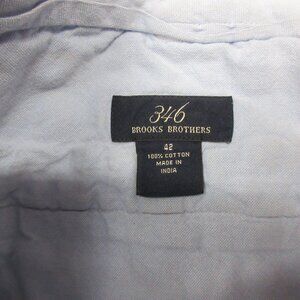 346
BROOKS BROTHERS
42
100% COTTON
MADE IN
INDIA